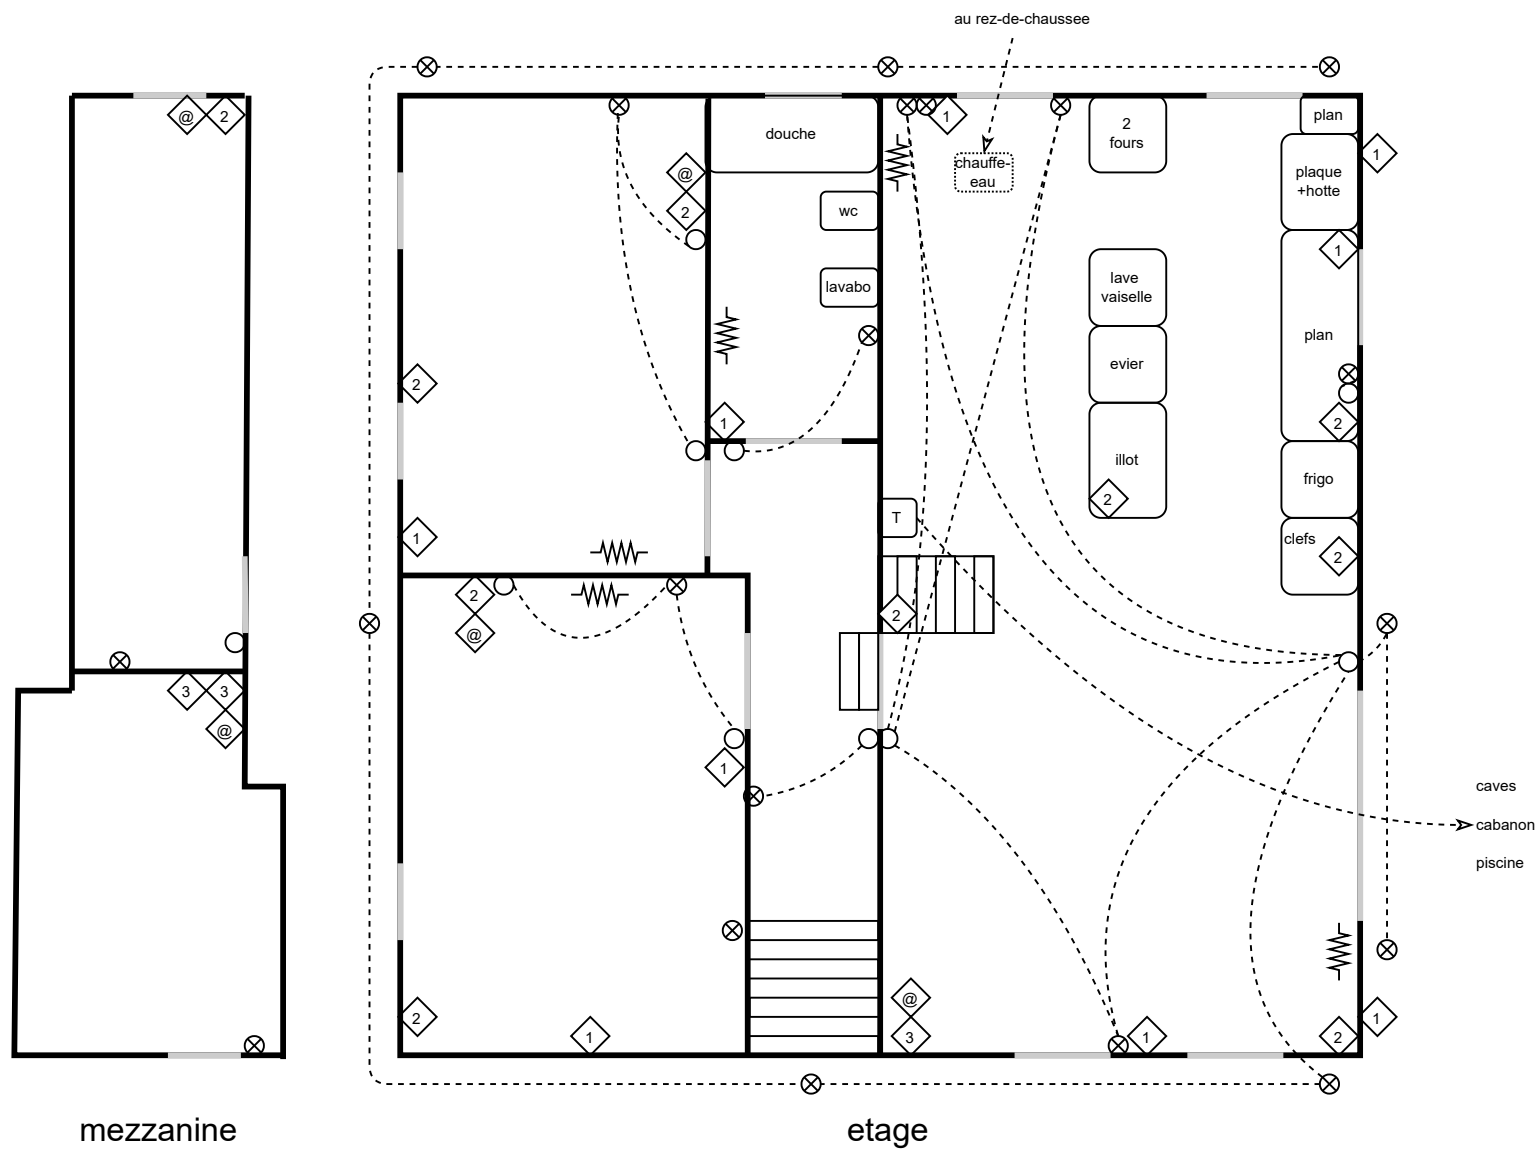 au rez-de-chaussee
@
2
1
douche
2
fours
plan
1
chauffe-
eau
@
plaque
+hotte
2
wc
1
lavabo
lave
vaiselle
plan
evier
2
1
2
illot
frigo
2
T
1
clefs
2
2
2
@
3
3
@
1
caves
cabanon
piscine
@
2
1
3
1
2
1
mezzanine
etage